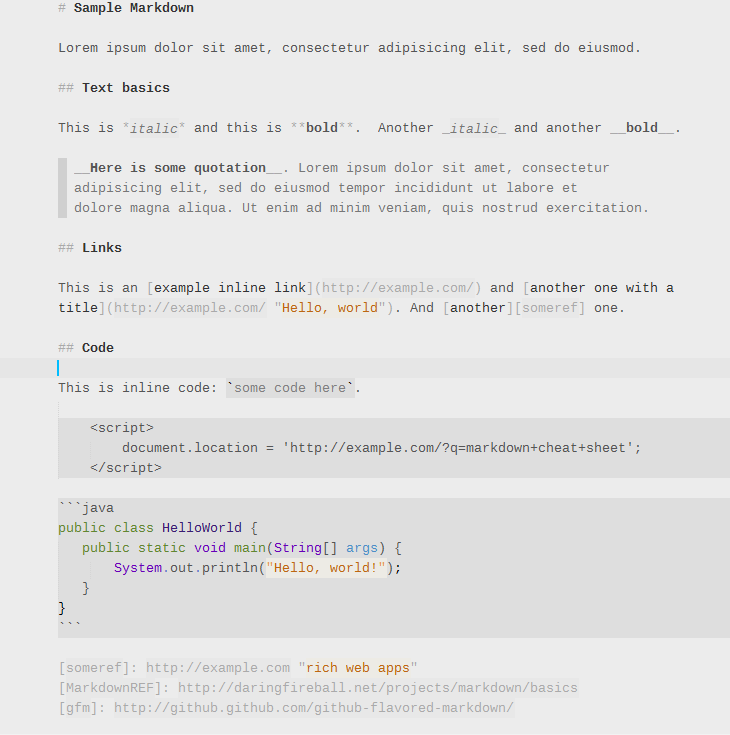 # Sample Markdown
Lorem ipsum dolor sit amet, consectetur adipisicing elit, sed do eiusmod.
## Text basics
This is *italic* and this is **bold**.  Another _italic_ and another __bold__.
__Here is some quotation__. Lorem ipsum dolor sit amet, consectetur
adipisicing elit, sed do eiusmod tempor incididunt ut labore et
dolore magna aliqua. Ut enim ad minim veniam, quis nostrud exercitation.
## Links
This is an [example inline link](http://example.com/) and [another one with a
title](http://example.com/ "Hello, world"). And [another][someref] one.
## Code
This is inline code: `some code here`.
    <script>
        document.location = 'http://example.com/?q=markdown+cheat+sheet';
    </script>
```java
public class HelloWorld {
   public static void main(String[] args) {
       System.out.println("Hello, world!");
   }
}
```
[someref]: http://example.com "rich web apps"
[MarkdownREF]: http://daringfireball.net/projects/markdown/basics
[gfm]: http://github.github.com/github-flavored-markdown/